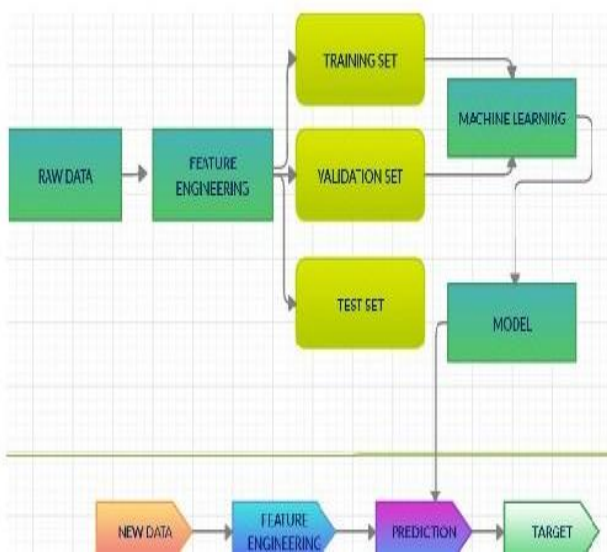 TRAINING SET
MACHINE LEARNING
RAW DATA
FEATURE
ENGINEERING
VALIDATION SET
TEST SET
MODEL
NEW DATA
FEATURE
ENGINEERING
PREDICTION
TARGET